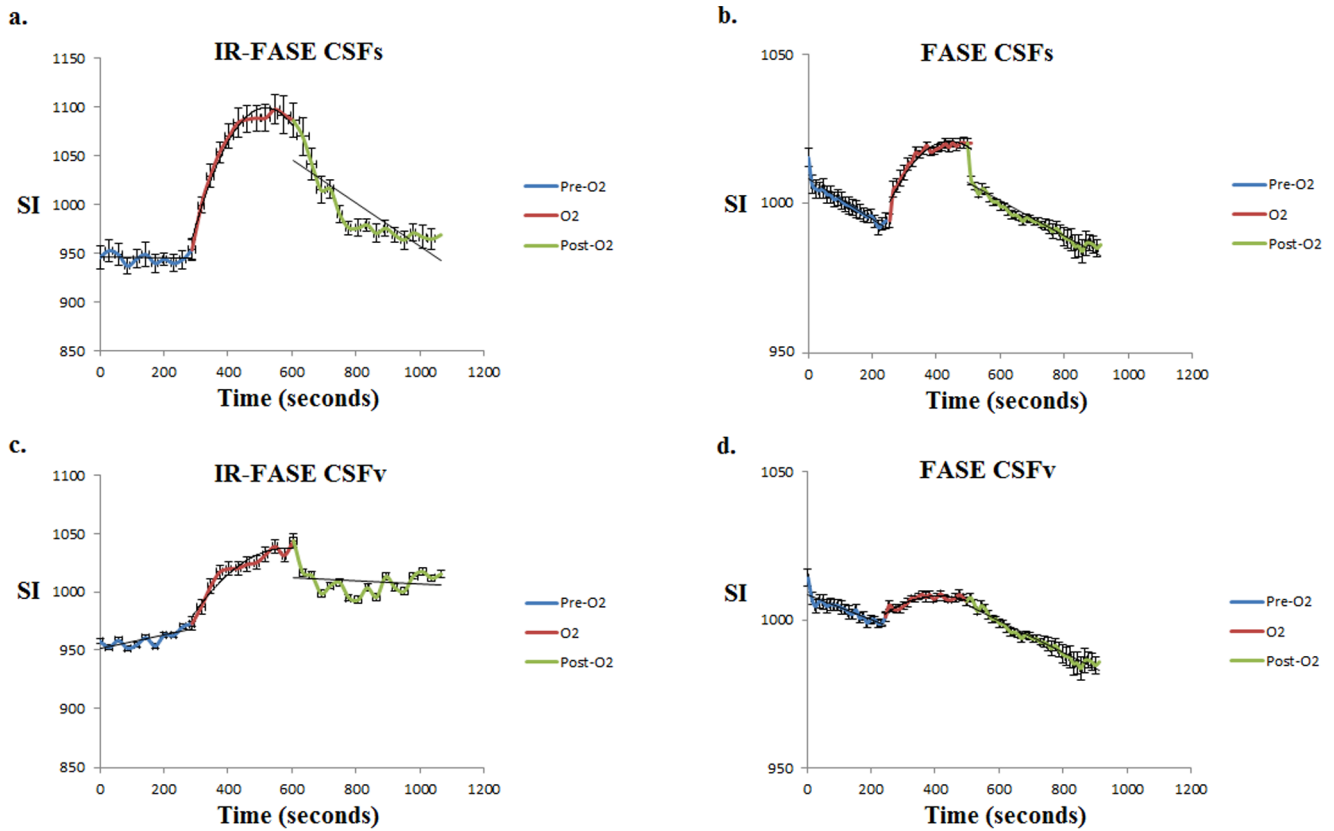 a.
IR-FASE CSFs
1150
1100
1050
1000
950
900
850
SI
0 200 400 600 800 1000 1200
Time (seconds)
Pre-O2
O2
Post-O2
b.
FASE CSFs
1050
1000
950
SI
0 200 400 600 800 1000 1200
Time (seconds)
Pre-O2
O2
Post-O2
c.
IR-FASE CSFv
1100
1050
1000
950
900
850
SI
0 200 400 600 800 1000 1200
Time (seconds)
Pre-O2
O2
Post-O2
d.
FASE CSFv
1050
1000
950
SI
0 200 400 600 800 1000 1200
Time (seconds)
Pre-O2
O2
Post-O2